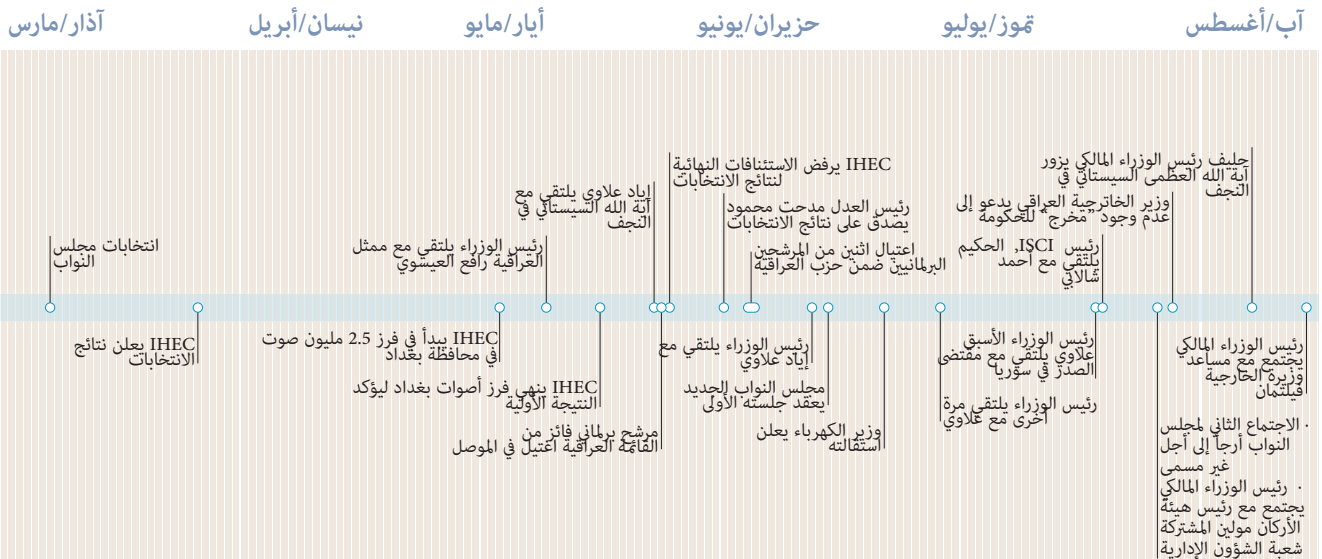 آذار/مارس
نيسان/أبريل
أيار/مايو
حزيران/يونيو
تموز/يوليو
آب/أغسطس
انتخابات مجلس
النواب
IHEC يعلن نتائج
الانتخابات
IHEC يبدأ في فرز 2.5 مليون صوت
في محافظة بغداد
رئيس الوزراء يلتقي مع ممثل
العراقية رافع العيسوي
IHEC ينهي فرز أصوات بغداد ليؤكد
النتيجة الأولية
إياد علاوي يلتقي مع
آية الله السيستاني في
النجف
مرشح برلماني فائز من
القائمة العراقية اغتيل في الموصل
IHEC يرفض الاستئنافات النهائية
لنتائج الانتخابات
رئيس العدل مدحت محمود
يصدق على نتائج الانتخابات
اعتيال اثنين من المرشحين
البرلمانيين ضمن حزب العراقية
رئيس الوزراء يلتقي مع
إياد علاوي
مجلس النواب الجديد
يعقد جلسته الأولى
وزير الكهرباء يعلن
استقالته
رئيس الوزراء يلتقي مرة
أخرى مع علاوي
رئيس الوزراء الأسبق
علاوي يلتقي مع مقتضى
الصدر في سوريا
رئيس ISCI, الحكيم
يلتقي مع أحمد
شالابي
· الاجتماع الثاني لمجلس
النواب أرجأ إلى أجل
غير مسمى
· رئيس الوزراء المالكي
يجتمع مع رئيس هيئة
الأركان مولين المشتركة
شعبة الشؤون الإدارية
وزير الخاترجية العراقي يدعو إلى
عدم وجود "مخرج" للحكومة
حليف رئيس الوزراء المالكي يزور
آية الله العظمى السيستاني في
النجف
رئيس الوزراء المالكي
يجتمع مع مساعد
وزيرة الخارجية
فيلتمان